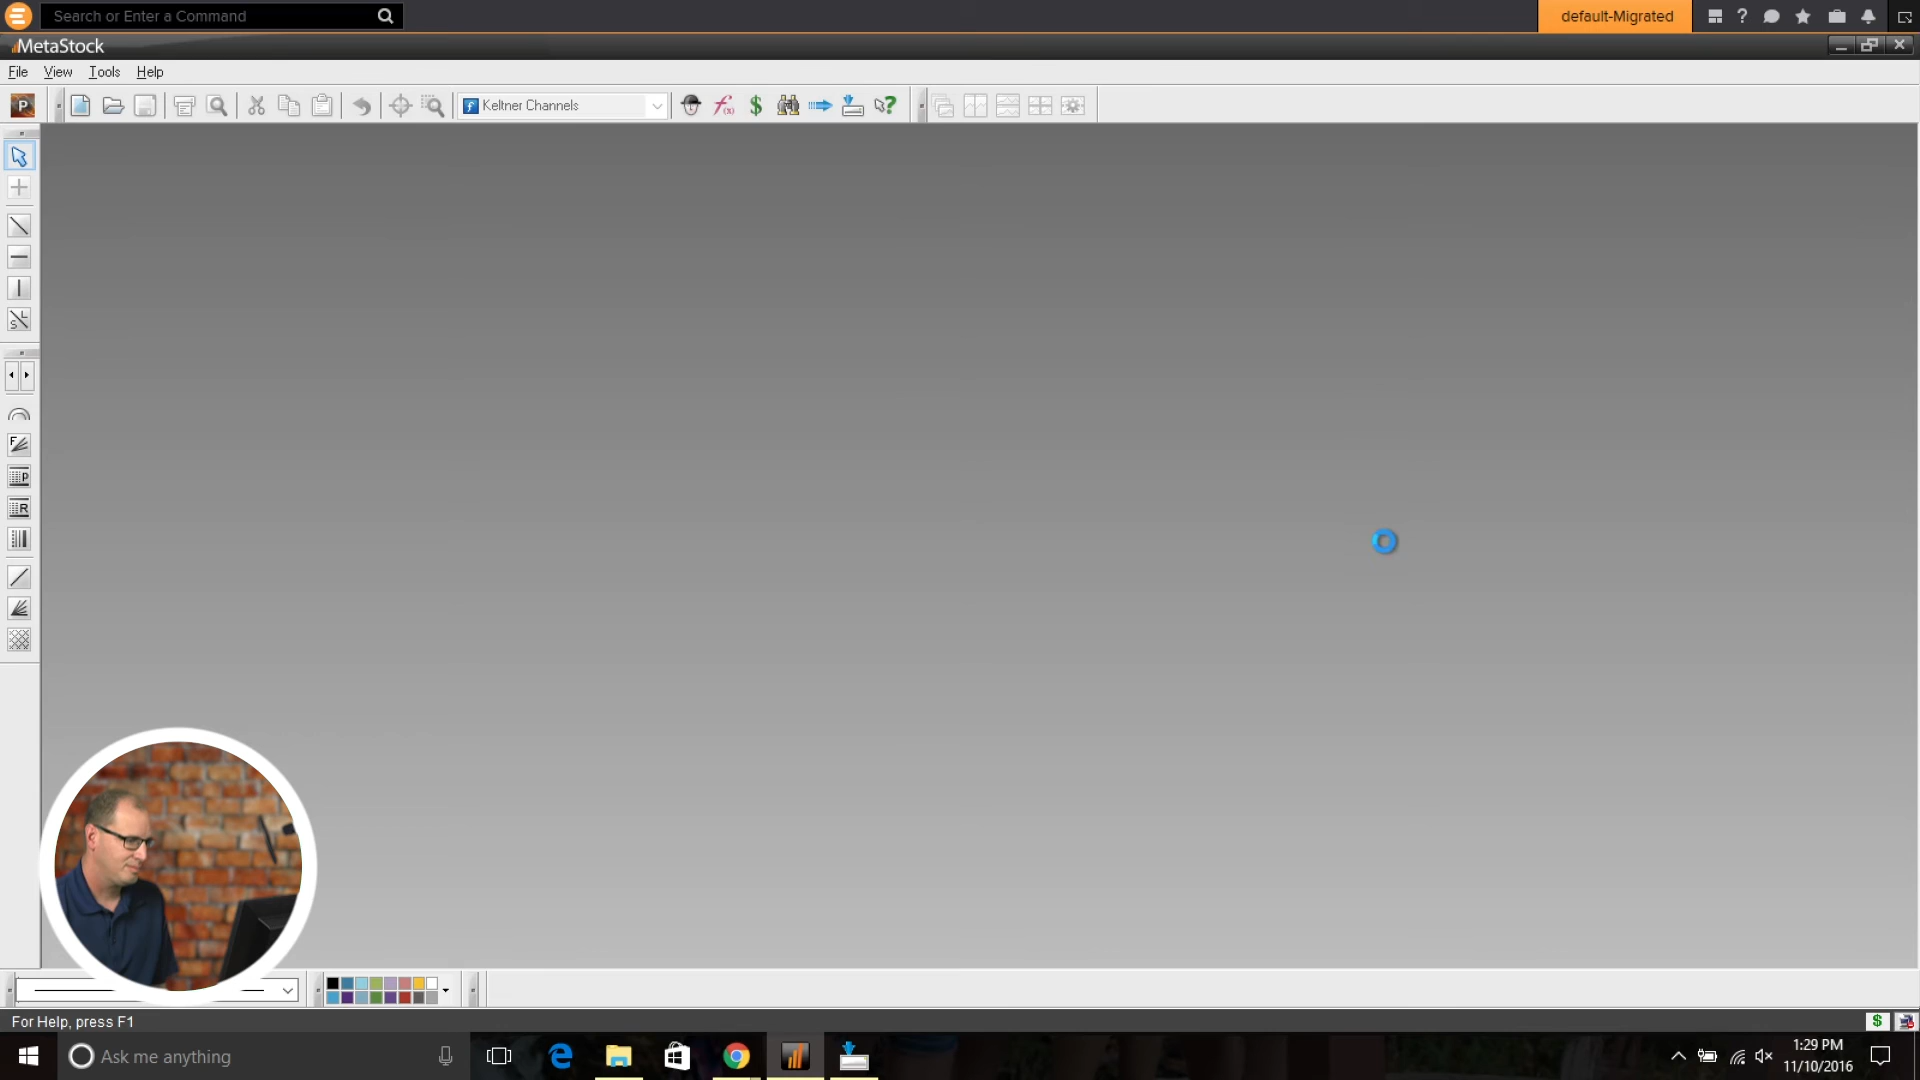 Search or Enter a Command
default-Migrated
MetaStock
File View Tools Help
P
Keltner Channels
f(x) $
F
P
R
For Help, press F1
$
Ask me anything
1:29 PM
11/10/2016